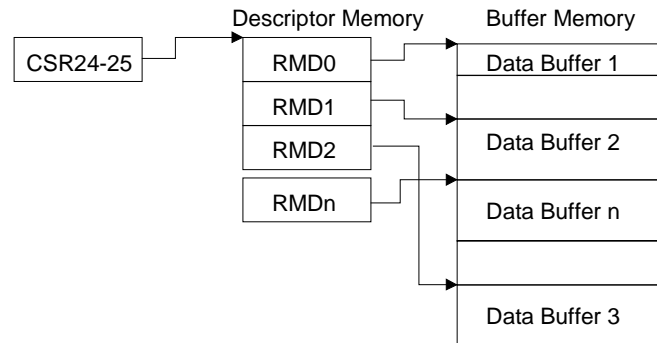 Descriptor Memory
Buffer Memory
CSR24-25
RMD0
Data Buffer 1
RMD1
RMD2
Data Buffer 2
RMDn
Data Buffer n
Data Buffer 3